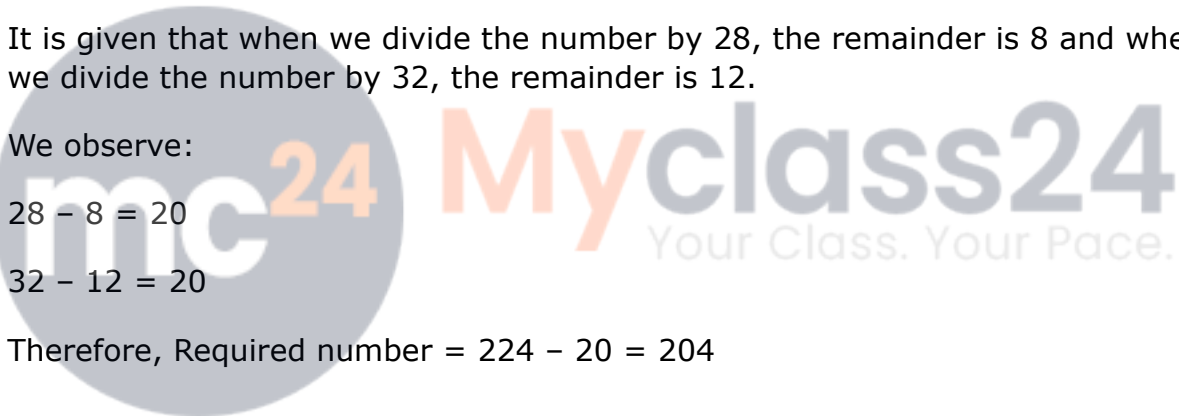 It is given that when we divide the number by 28, the remainder is 8 and whe
we divide the number by 32, the remainder is 12.
We observe:
28 – 8 = 20
32 – 12 = 20
Therefore, Required number = 224 – 20 = 204
mc24
Myclass24
Your Class. Your Pace.